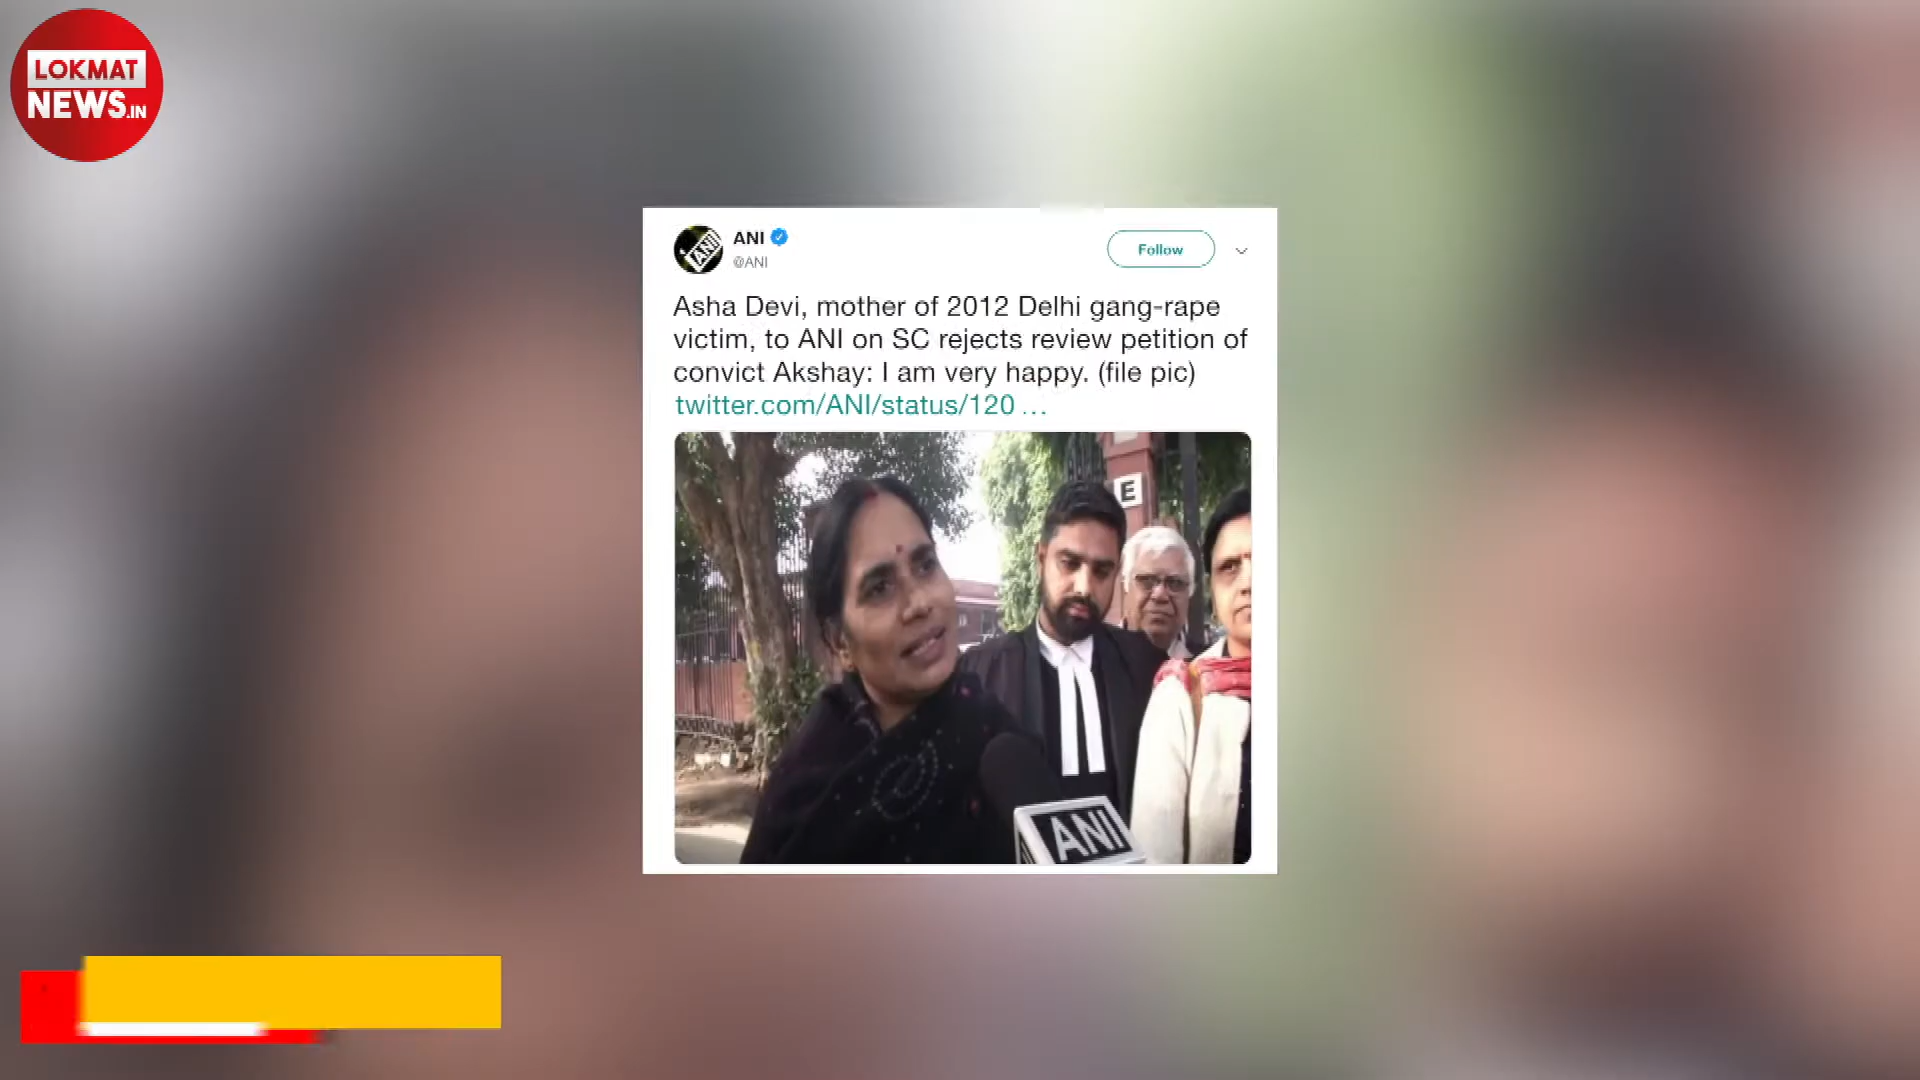 LOKMAT
NEWS.IN
ANI
@ANI
Follow
Asha Devi, mother of 2012 Delhi gang-rape
victim, to ANI on SC rejects review petition of
convict Akshay: I am very happy. (file pic)
twitter.com/ANI/status/120 ...
E
ANI
ANI